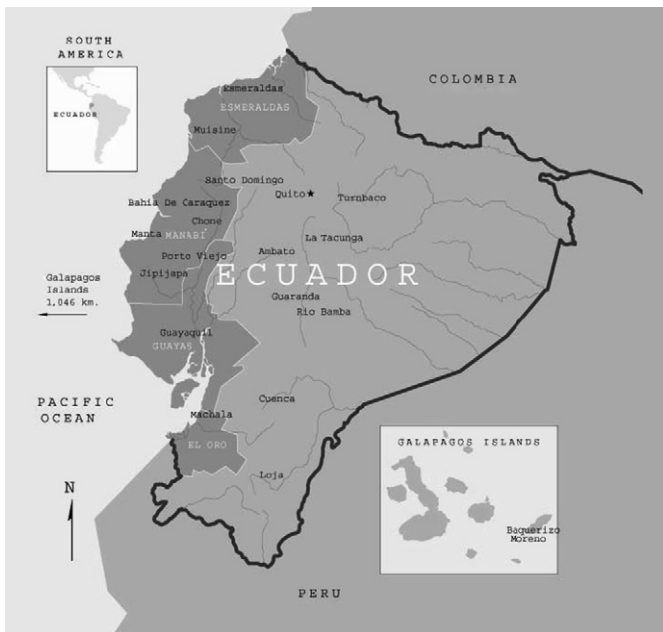 SOUTH
AMERICA
ECUADOR
COLOMBIA
Esmeraldas
ESMERALDAS
Muisine
Santo Domingo
Quito
Turnbaco
Bahia De Caraquez
Chone
Manta
MANABI
La Tacunga
Porto Viejo
Ambato
Jipijapa
ECUADOR
Galapagos
Islands
1,046 km.
Guaranda
Rio Bamba
Guayaquil
GUAYAS
PACIFIC
OCEAN
Cuenca
Machala
EL ORO
Loja
N
GALAPAGOS ISLANDS
Baquerizo
Moreno
PERU